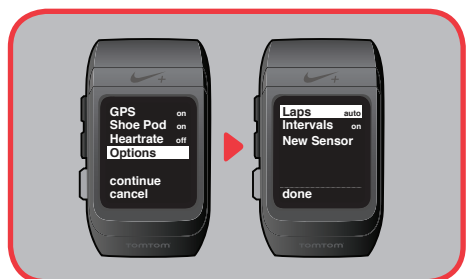 GPS on
Shoe Pod on
Heartrate off
Options
continue
cancel
TOMTOM
Laps auto
Intervals on
New Sensor
done
TOMTOM